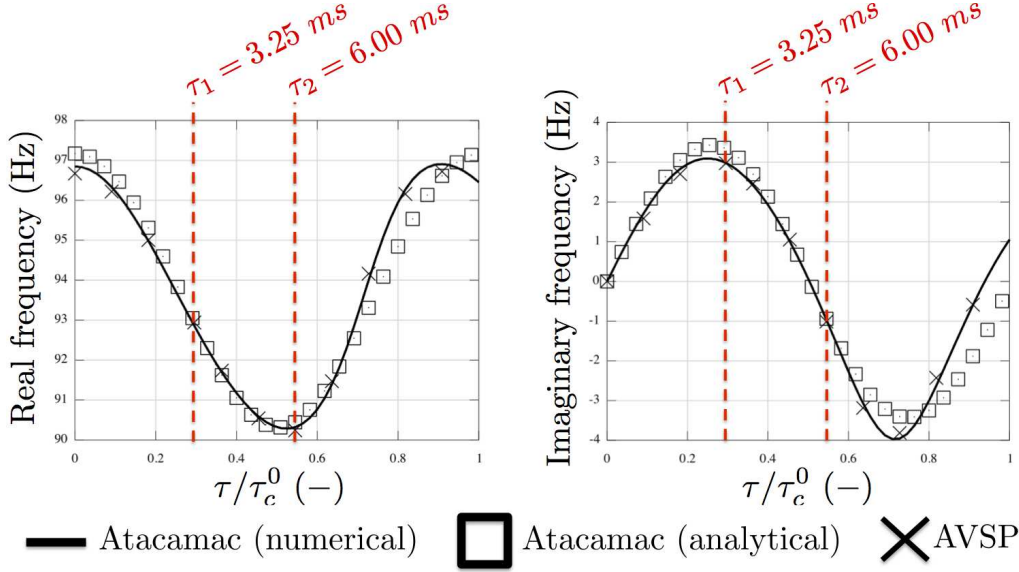 τ₁ = 3.25 ms
τ₂ = 6.00 ms
Real frequency (Hz)
98
97
96
95
94
93
92
91
90
0
0.2
0.4
0.6
0.8
1
τ/τ_c^0 (−)
τ₁ = 3.25 ms
τ₂ = 6.00 ms
Imaginary frequency (Hz)
4
3
2
1
0
-1
-2
-3
-4
0
0.2
0.4
0.6
0.8
1
τ/τ_c^0 (−)
Atacamac (numerical)
Atacamac (analytical)
AVSP